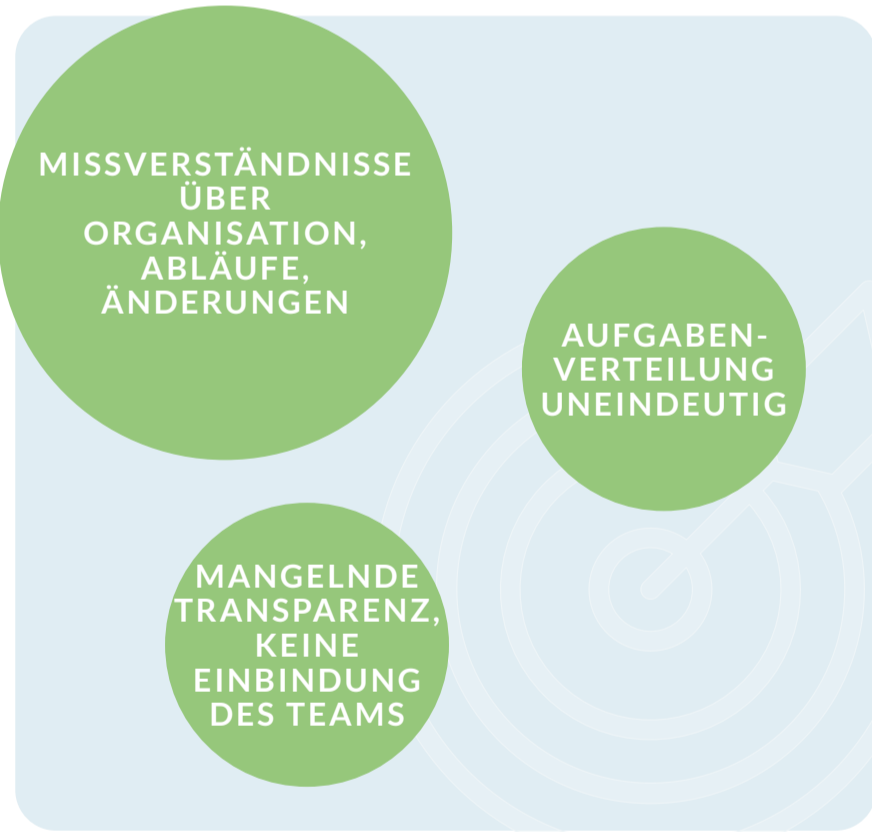 MISSVERSTÄNDNISSE
ÜBER
ORGANISATION,
ABLÄUFE,
ÄNDERUNGEN
AUFGABEN-
VERTEILUNG
UNEINDEUTIG
MANGELNDE
TRANSPARENZ,
KEINE
EINBINDUNG
DES TEAMS